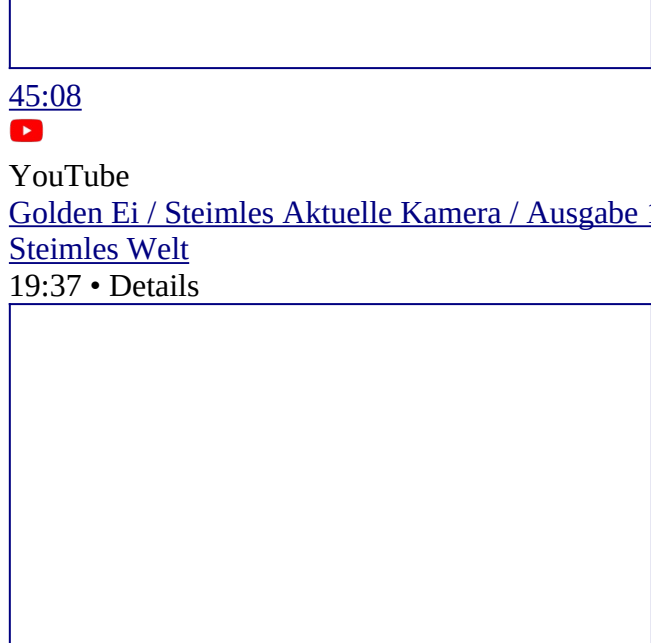 45:08
YouTube
Golden Ei / Steimles Aktuelle Kamera / Ausgabe
Steimles Welt
19:37 • Details